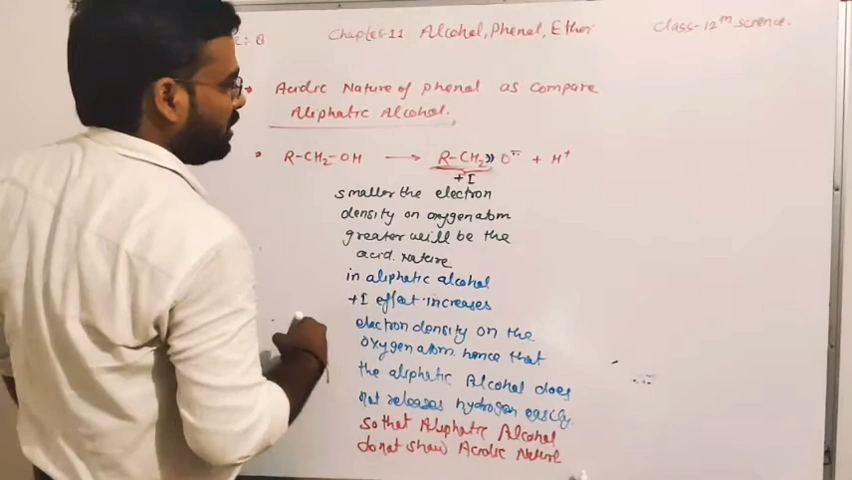 Chapter-11 Alcohol, Phenol, Ether
class-12th science.
Acidic Nature of phenol as compare
Aliphatic Alcohol.
R-CH2-OH → R-CH2 » O⁻ + H⁺
+I
smaller the electron
density on oxygen atom
greater will be the
acid. Nature
in aliphatic alcohol
+I effect increases
electron density on the
oxygen atom. hence that
the aliphatic Alcohol does
not releases hydrogen easily.
so that Aliphatic Alcohol
do not show Acidic Nature